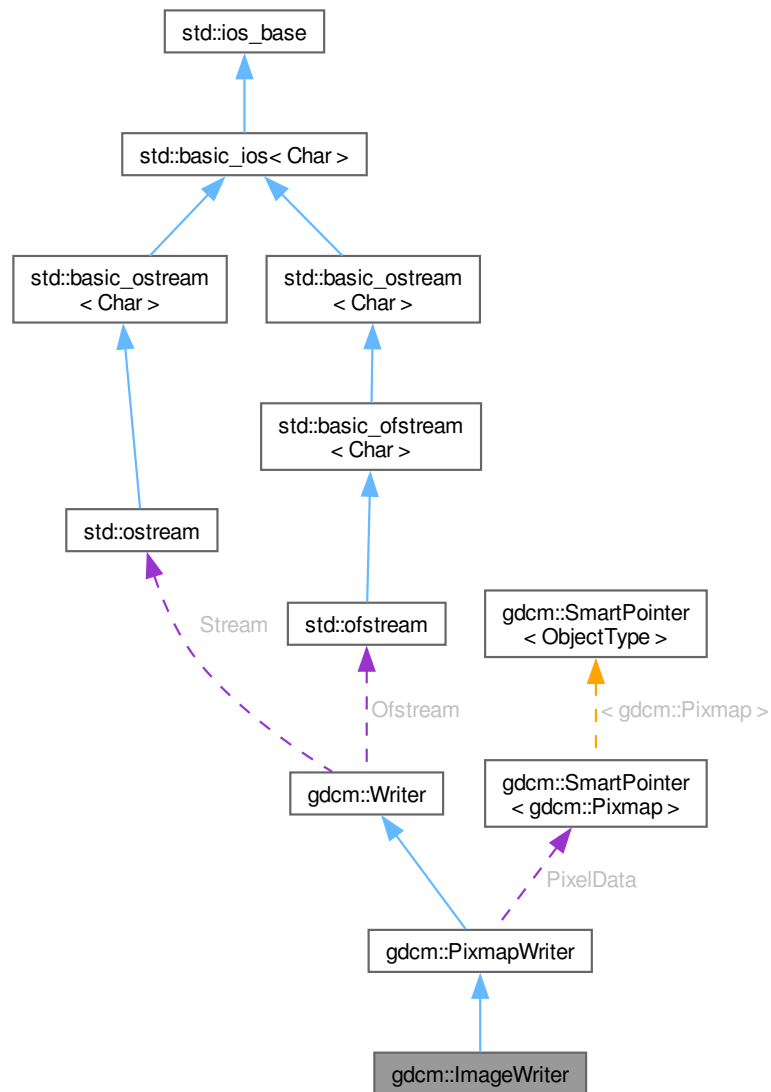 std::ios_base
std::basic_ios< Char >
std::basic_ostream
< Char >
std::basic_ostream
< Char >
std::basic_ofstream
< Char >
std::ostream
std::ofstream
gdcm::SmartPointer
< ObjectType >
Stream
Ofstream
< gdcm::Pixmap >
gdcm::Writer
gdcm::SmartPointer
< gdcm::Pixmap >
PixelData
gdcm::PixmapWriter
gdcm::ImageWriter